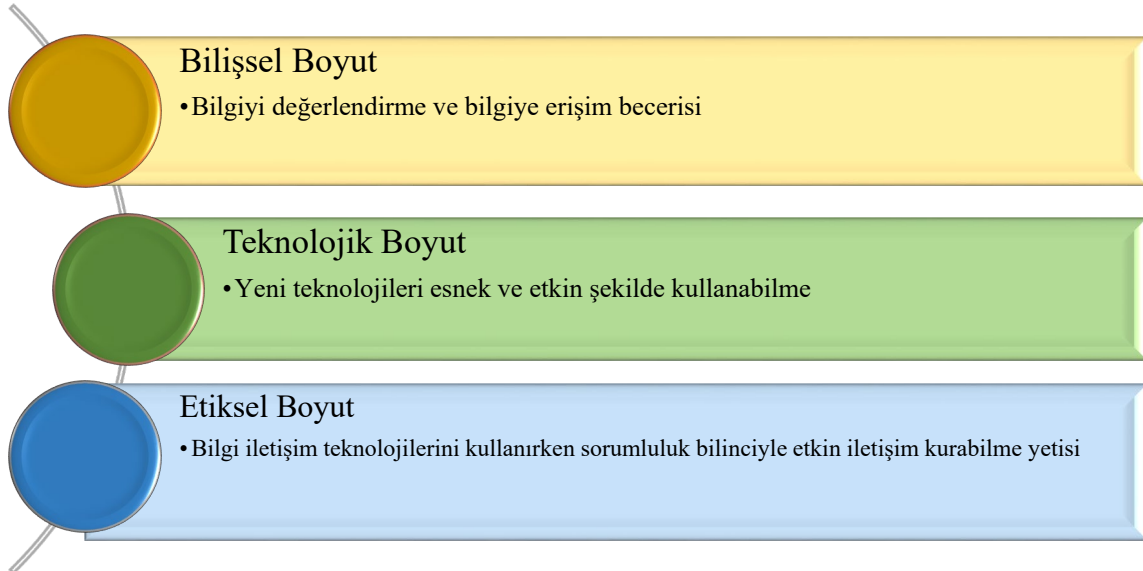 Bilişsel Boyut
•Bilgiyi değerlendirme ve bilgiye erişim becerisi
Teknolojik Boyut
•Yeni teknolojileri esnek ve etkin şekilde kullanabilme
Etiksel Boyut
•Bilgi iletişim teknolojilerini kullanırken sorumluluk bilinciyle etkin iletişim kurabilme yetisi